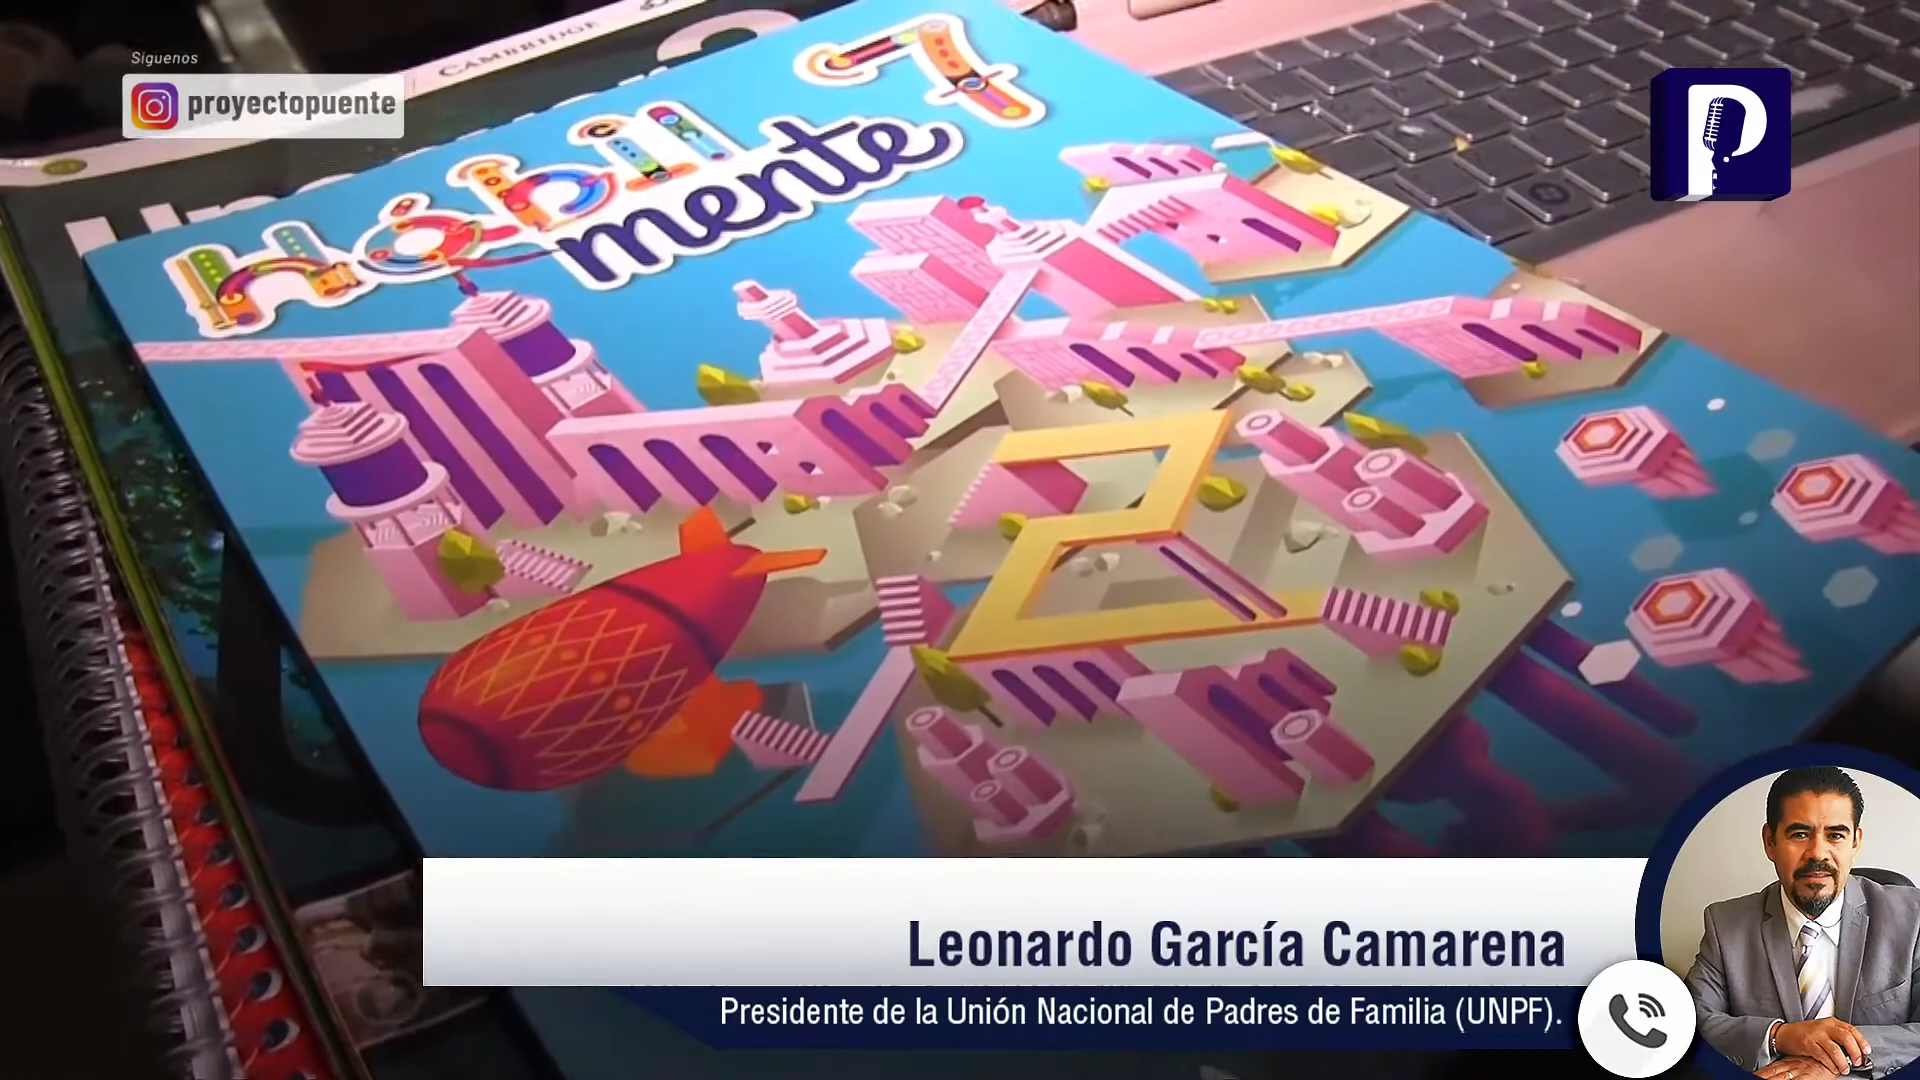 Síguenos
proyectopuente
CAMBRIDGE
Hábil
mente 7
2
P
Leonardo García Camarena
Presidente de la Unión Nacional de Padres de Familia (UNPF).